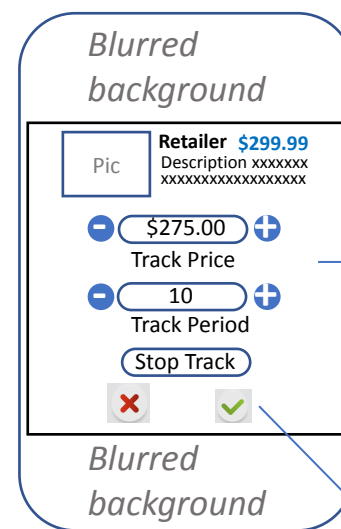 Blurred
background
Pic
Retailer $299.99
Description xxxxxxx
xxxxxxxxxxxxxxxxxx
$275.00
Track Price
10
Track Period
Stop Track
Blurred
background